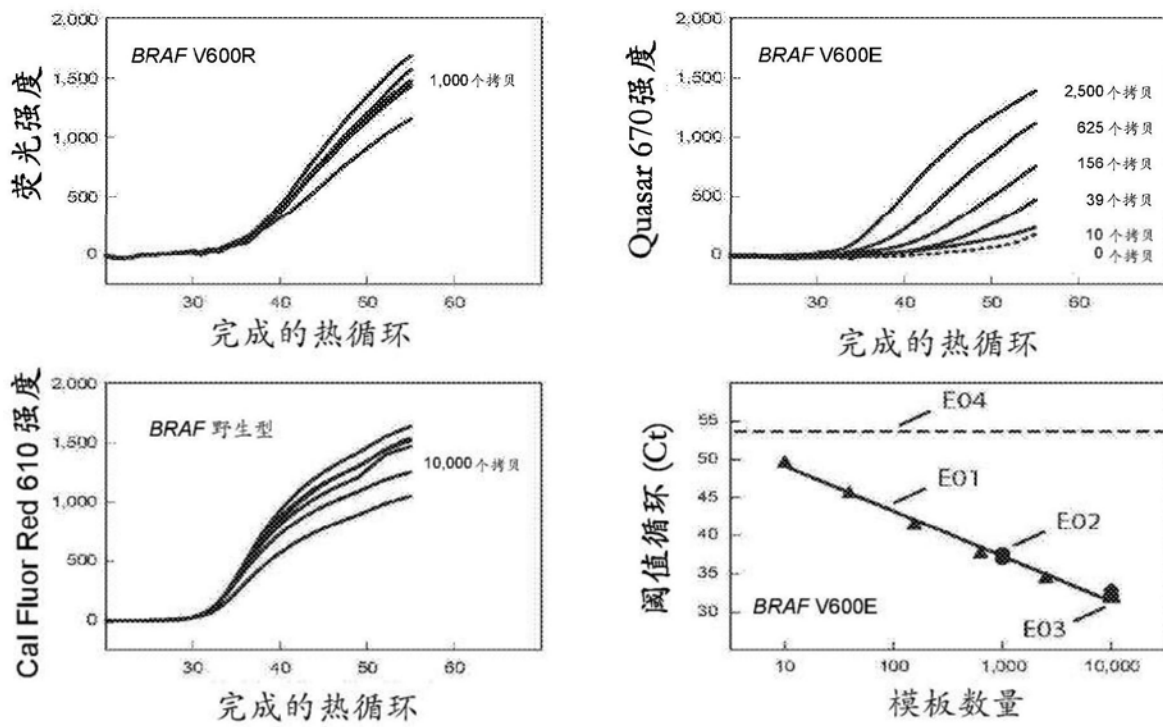 荧光强度
2,000
1,500
1,000
500
0
BRAF V600R
1,000个拷贝
30
40
50
60
完成的热循环
Quasar 670强度
2,000
1,500
1,000
500
0
BRAF V600E
2,500个拷贝
625个拷贝
156个拷贝
39个拷贝
10个拷贝
0个拷贝
30
40
50
60
完成的热循环
Cal Fluor Red 610 强度
2,000
1,500
1,000
500
0
BRAF 野生型
10,000个拷贝
30
40
50
60
完成的热循环
阈值循环 (Ct)
55
50
45
40
35
30
E04
E01
E02
E03
BRAF V600E
10
100
1,000
10,000
模板数量